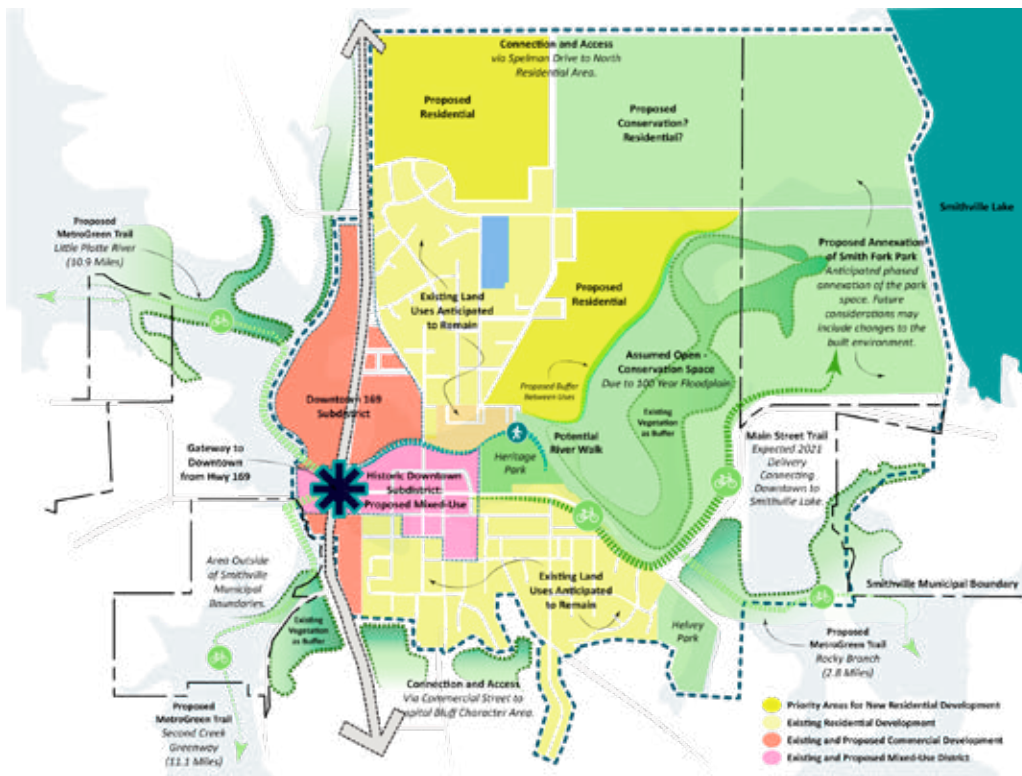 Connection and Access
via Spelman Drive to North
Residential Area.
Proposed
Residential
Proposed
Conservation?
Residential?
Smithville Lake
Proposed
MetroGreen Trail
Little Platte River
(10.9 Miles)
Proposed Annexation
of Smith Fork Park
Anticipated phased
annexation of the park
space. Future
considerations may
include changes to the
built environment.
Existing Land
Uses Anticipated
to Remain
Proposed
Residential
Assumed Open -
Conservation Space
Due to 100 Year Floodplain
Proposed Buffer
Between Uses
Existing
Vegetation
as Buffer
Downtown 169
Subdistrict
Gateway to
Downtown
from Hwy 169
Historic Downtown
Subdistrict:
Proposed Mixed-Use
Heritage
Park
Potential
River Walk
Main Street Trail
Expected 2021
Delivery
Connecting
Downtown to
Smithville Lake.
Area Outside
of Smithville
Municipal
Boundaries.
Existing Land
Uses Anticipated
to Remain
Smithville Municipal Boundary
Existing
Vegetation
as Buffer
Helvey
Park
Proposed
MetroGreen Trail
Rocky Branch
(2.8 Miles)
Connection and Access
Via Commercial Street to
spital Bluff Character Area.
Proposed
MetroGreen Trail
Second Creek
Greenway
(11.1 Miles)
Priority Areas for New Residential Development
Existing Residential Development
Existing and Proposed Commercial Development
Existing and Proposed Mixed-Use District